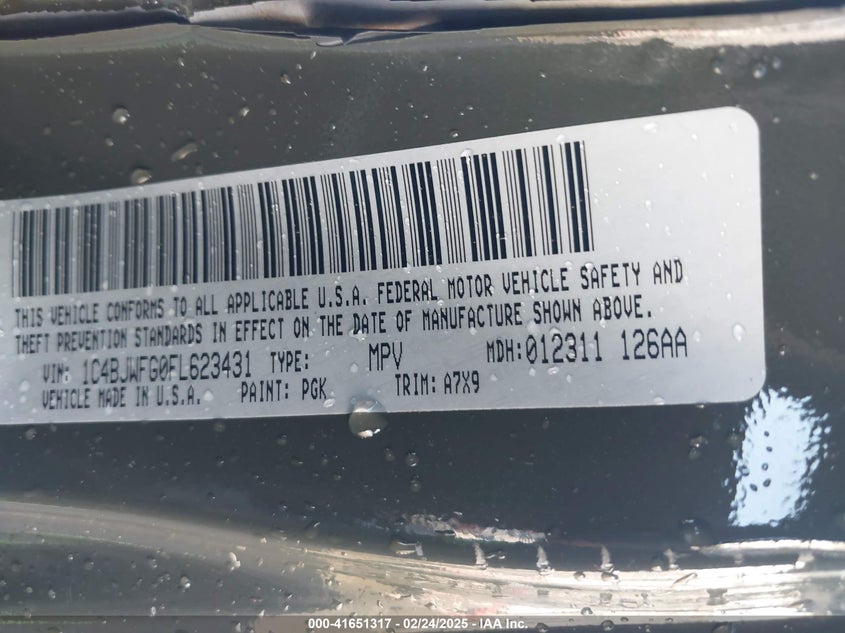 THIS VEHICLE CONFORMS TO ALL APPLICABLE U.S.A. FEDERAL MOTOR VEHICLE SAFETY AND
THEFT PREVENTION STANDARDS IN EFFECT ON THE DATE OF MANUFACTURE SHOWN ABOVE.
VIN: 1C4BJWFG0FL623431 TYPE: MPV MDH:012311 126AA
VEHICLE MADE IN U.S.A. PAINT: PGK TRIM: A7X9
000-41651317 - 02/24/2025 - IAA Inc.